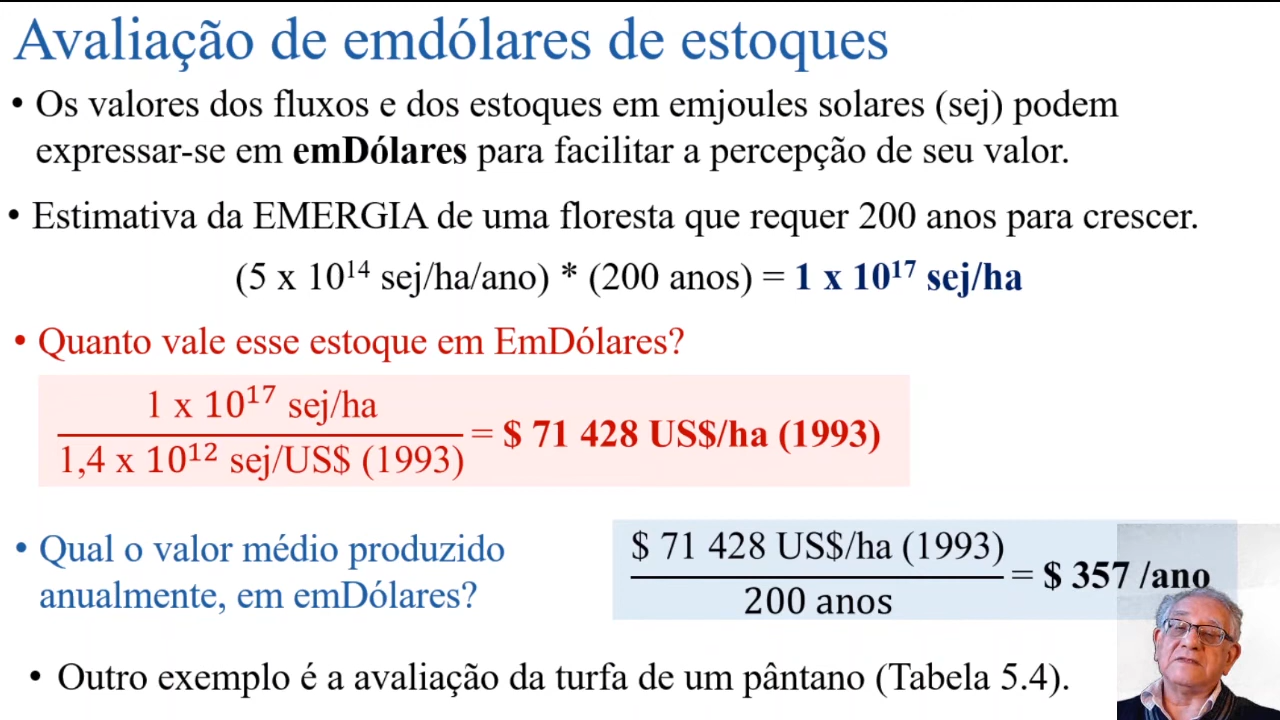 Avaliação de emdólares de estoques
• Os valores dos fluxos e dos estoques em emjoules solares (sej) podem
expressar-se em emDólares para facilitar a percepção de seu valor.
• Estimativa da EMERGIA de uma floresta que requer 200 anos para crescer.
(5 x 10¹⁴ sej/ha/ano) * (200 anos) = 1 x 10¹⁷ sej/ha
• Quanto vale esse estoque em EmDólares?
1 x 10¹⁷ sej/ha
1,4 x 10¹² sej/US$ (1993)
= $ 71 428 US$/ha (1993)
• Qual o valor médio produzido
anualmente, em emDólares?
$ 71 428 US$/ha (1993)
200 anos
= $ 357 /ano
• Outro exemplo é a avaliação da turfa de um pântano (Tabela 5.4).